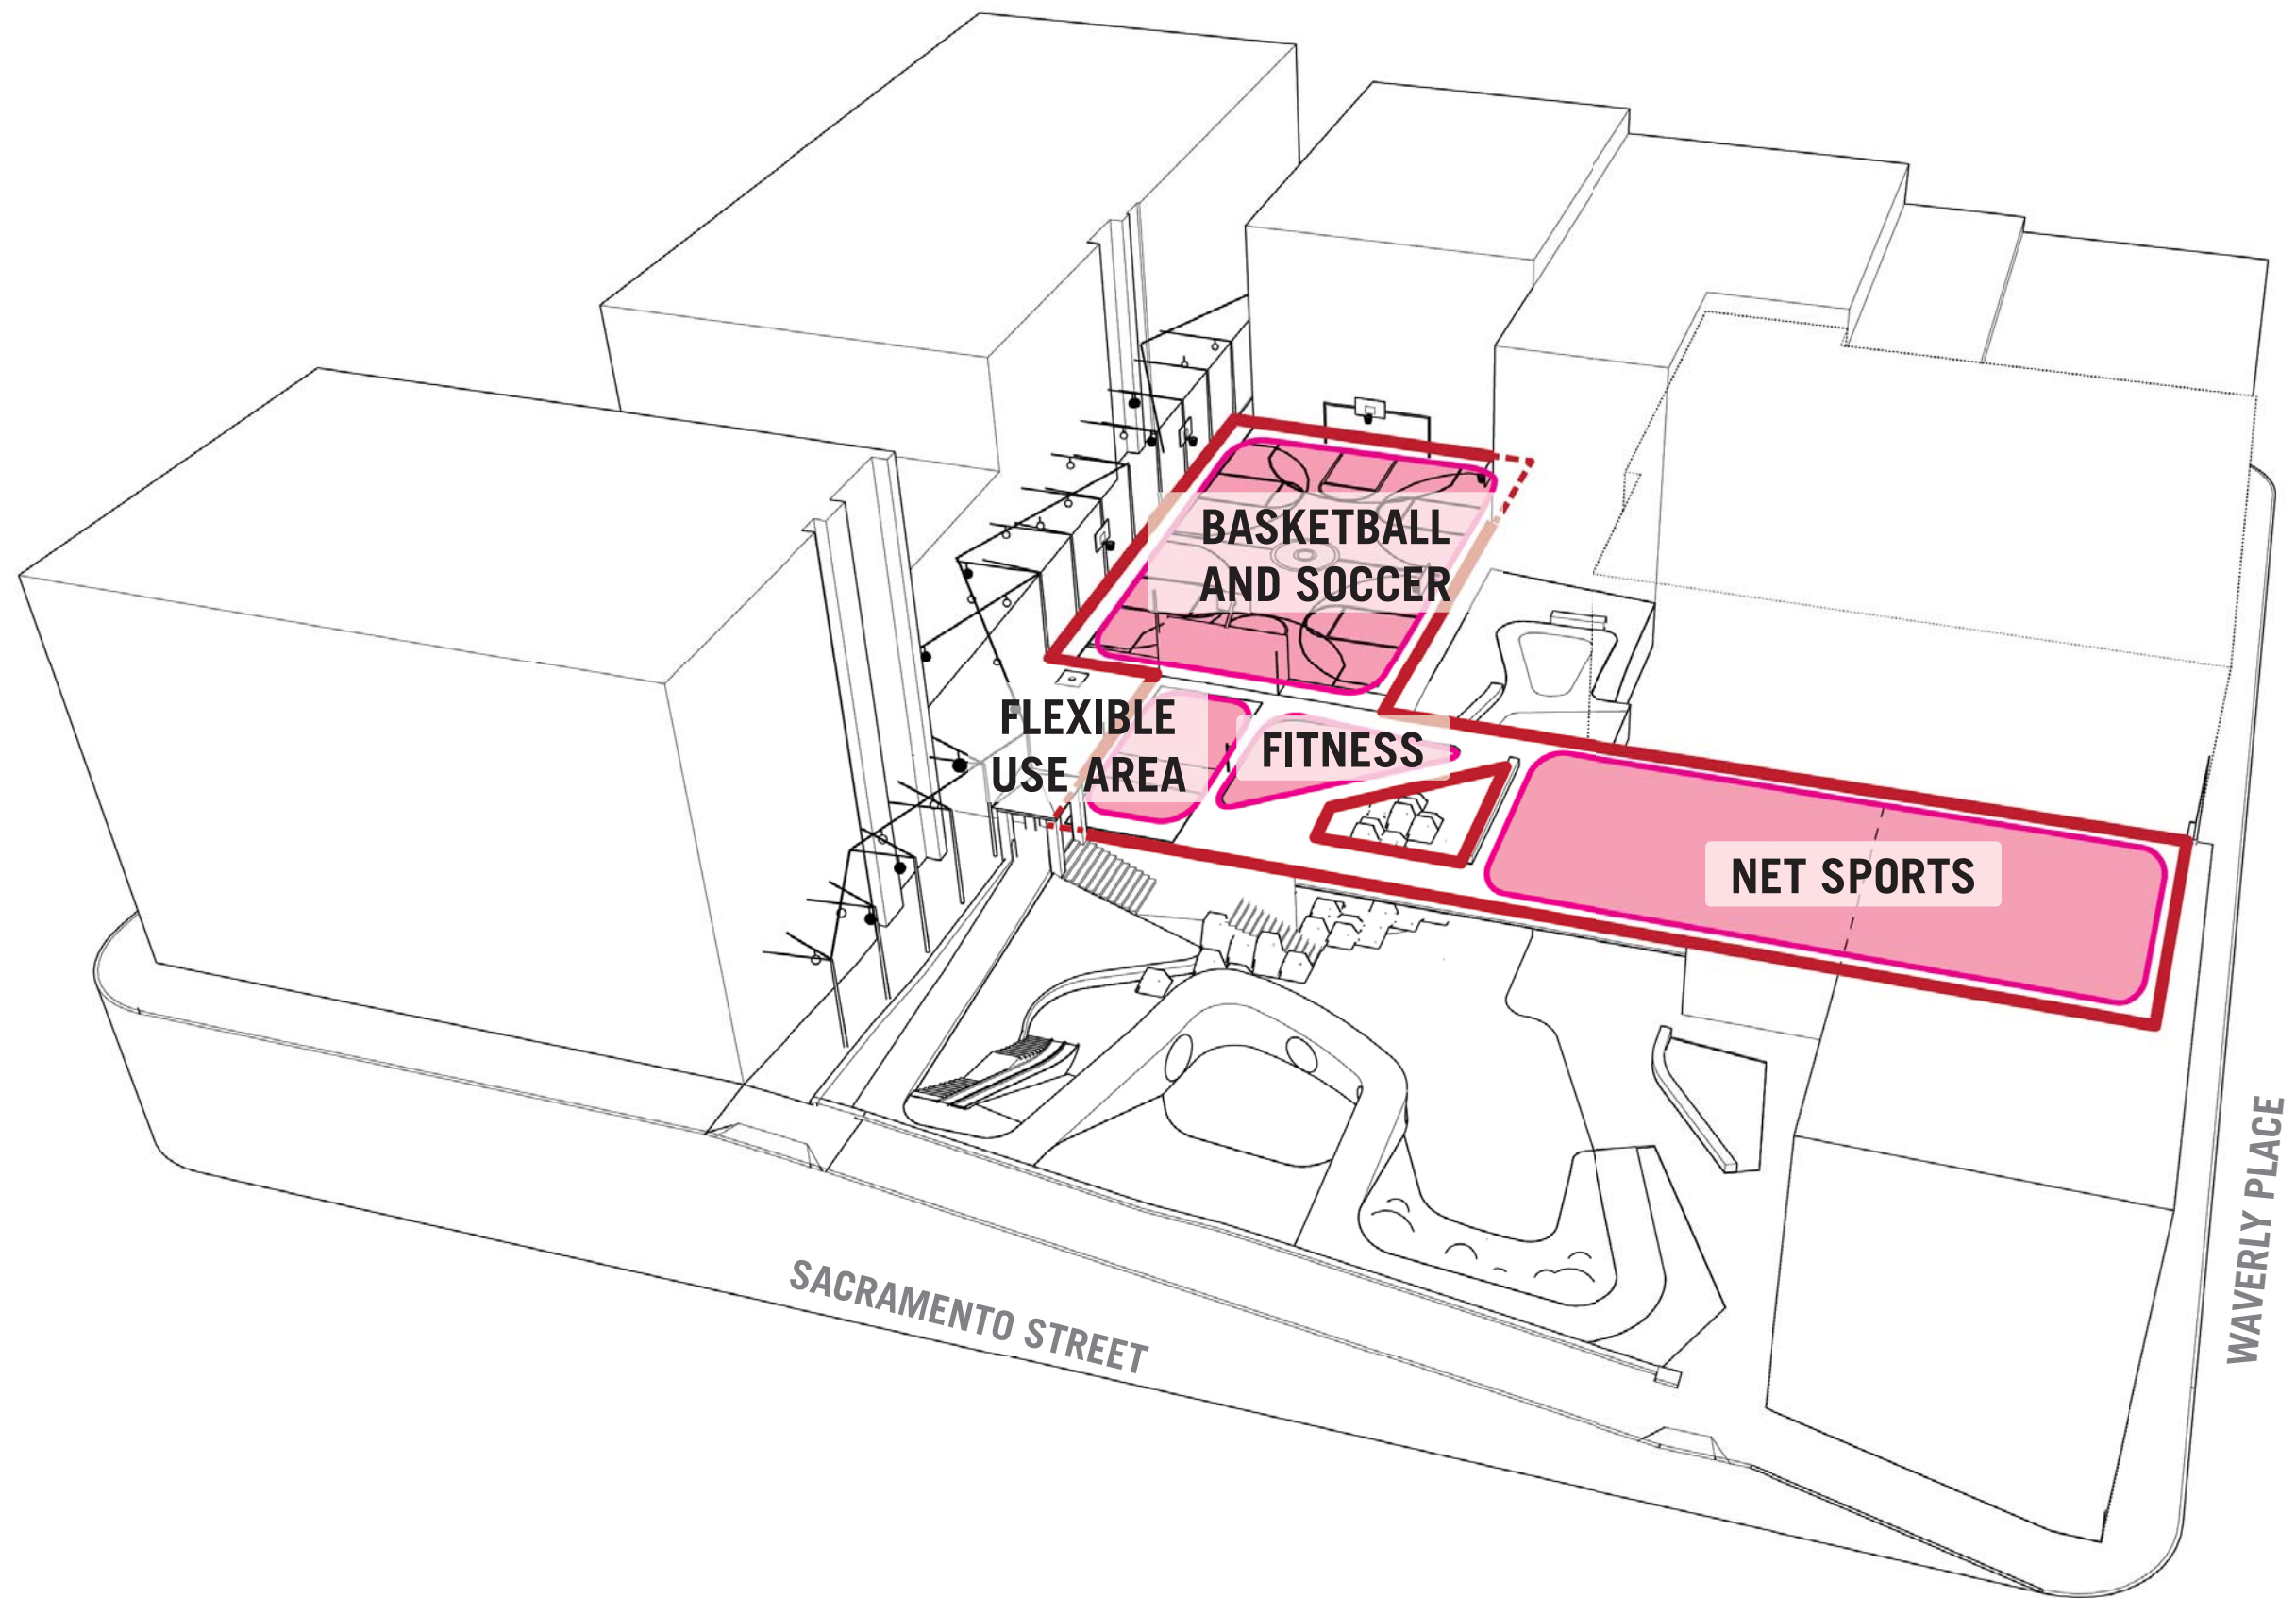 BASKETBALL
AND SOCCER
FLEXIBLE
USE AREA
FITNESS
NET SPORTS
SACRAMENTO STREET
WAVERLY PLACE